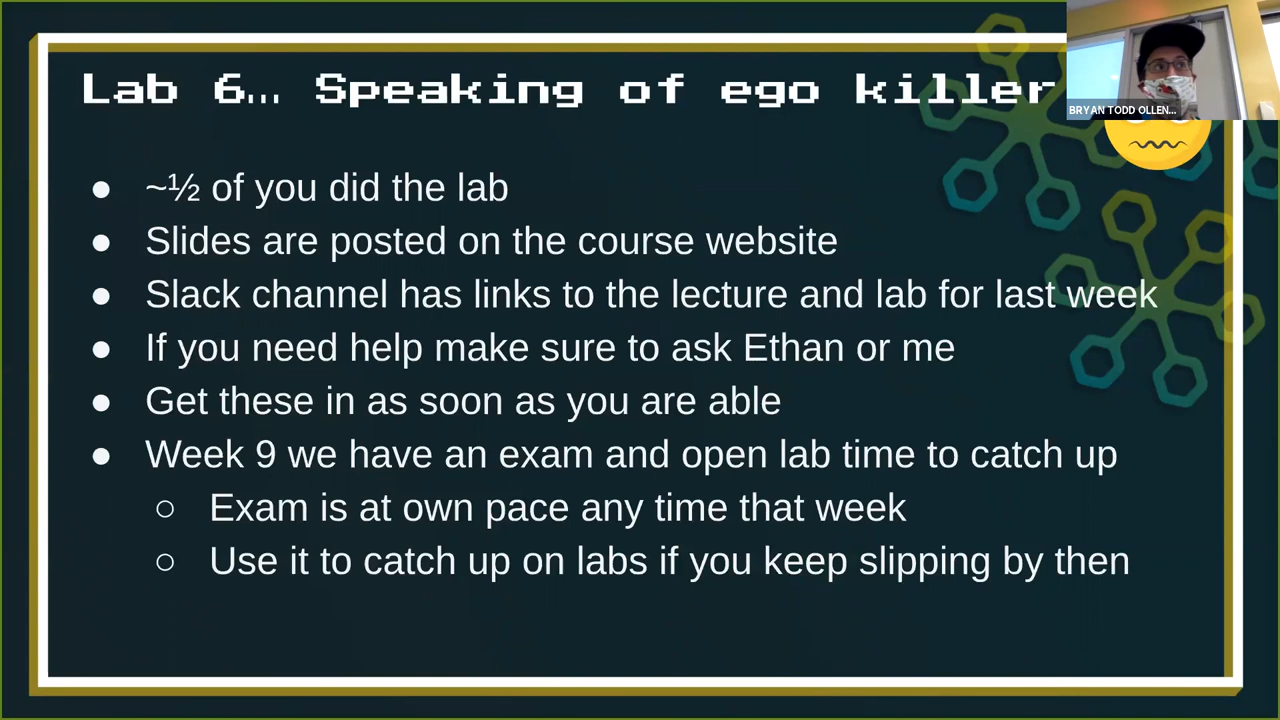 Lab 6… Speaking of ego killer
BRYAN TODD OLLEN...
● ~½ of you did the lab
● Slides are posted on the course website
● Slack channel has links to the lecture and lab for last week
● If you need help make sure to ask Ethan or me
● Get these in as soon as you are able
● Week 9 we have an exam and open lab time to catch up
○ Exam is at own pace any time that week
○ Use it to catch up on labs if you keep slipping by then